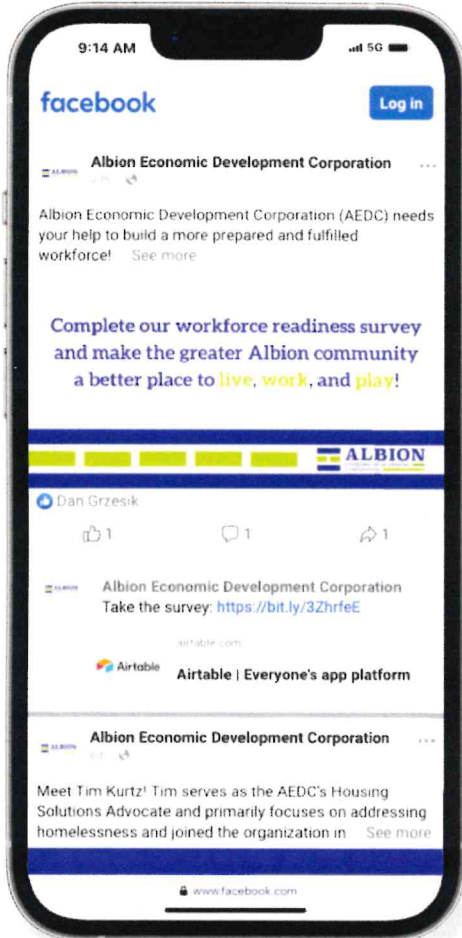 9:14 AM
5G
facebook
Log in
ALBION
Albion Economic Development Corporation
Albion Economic Development Corporation (AEDC) needs
your help to build a more prepared and fulfilled
workforce! See more
Complete our workforce readiness survey
and make the greater Albion community
a better place to live, work, and play!
ALBION
Dan Grzesik
1
1
1
ALBION
Albion Economic Development Corporation
Take the survey: https://bit.ly/3ZhrfeE
airtable.com
Airtable
Airtable | Everyone's app platform
ALBION
Albion Economic Development Corporation
Meet Tim Kurtz! Tim serves as the AEDC's Housing
Solutions Advocate and primarily focuses on addressing
homelessness and joined the organization in See more
www.facebook.com